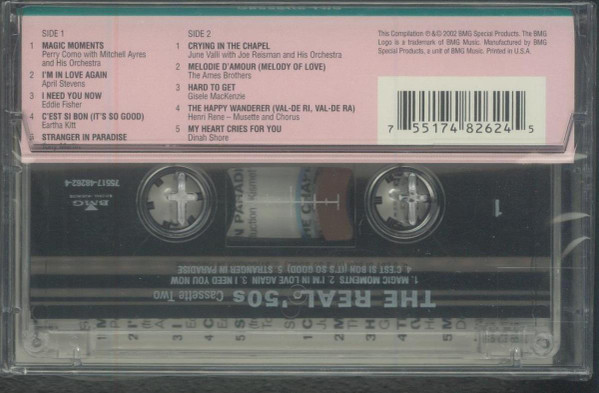 SIDE 1
1 MAGIC MOMENTS
Perry Como with Mitchell Ayres
and His Orchestra
2 I'M IN LOVE AGAIN
April Stevens
3 I NEED YOU NOW
Eddie Fisher
4 C'EST SI BON (IT'S SO GOOD)
Eartha Kitt
5 STRANGER IN PARADISE
SIDE 2
1 CRYING IN THE CHAPEL
June Valli with Joe Reisman and His Orchestra
2 MELODIE D'AMOUR (MELODY OF LOVE)
The Ames Brothers
3 HARD TO GET
Gisele MacKenzie
4 THE HAPPY WANDERER (VAL-DE RI, VAL-DE RA)
Henri Rene – Musette and Chorus
5 MY HEART CRIES FOR YOU
Dinah Shore
This Compilation ℗ &© 2002 BMG Special Products. The BMG
Logo is a trademark of BMG Music. Manufactured by BMG
Special Products, a unit of BMG Music. Printed in U.S.A.
7 55174 82624 5
1
BMG
75517-48262-4
THE REAL '50s Cassette Two
1. MAGIC MOMENTS 2. I'M IN LOVE AGAIN 3. I NEED YOU NOW
4. C'EST SI BON (IT'S SO GOOD) 5. STRANGER IN PARADISE